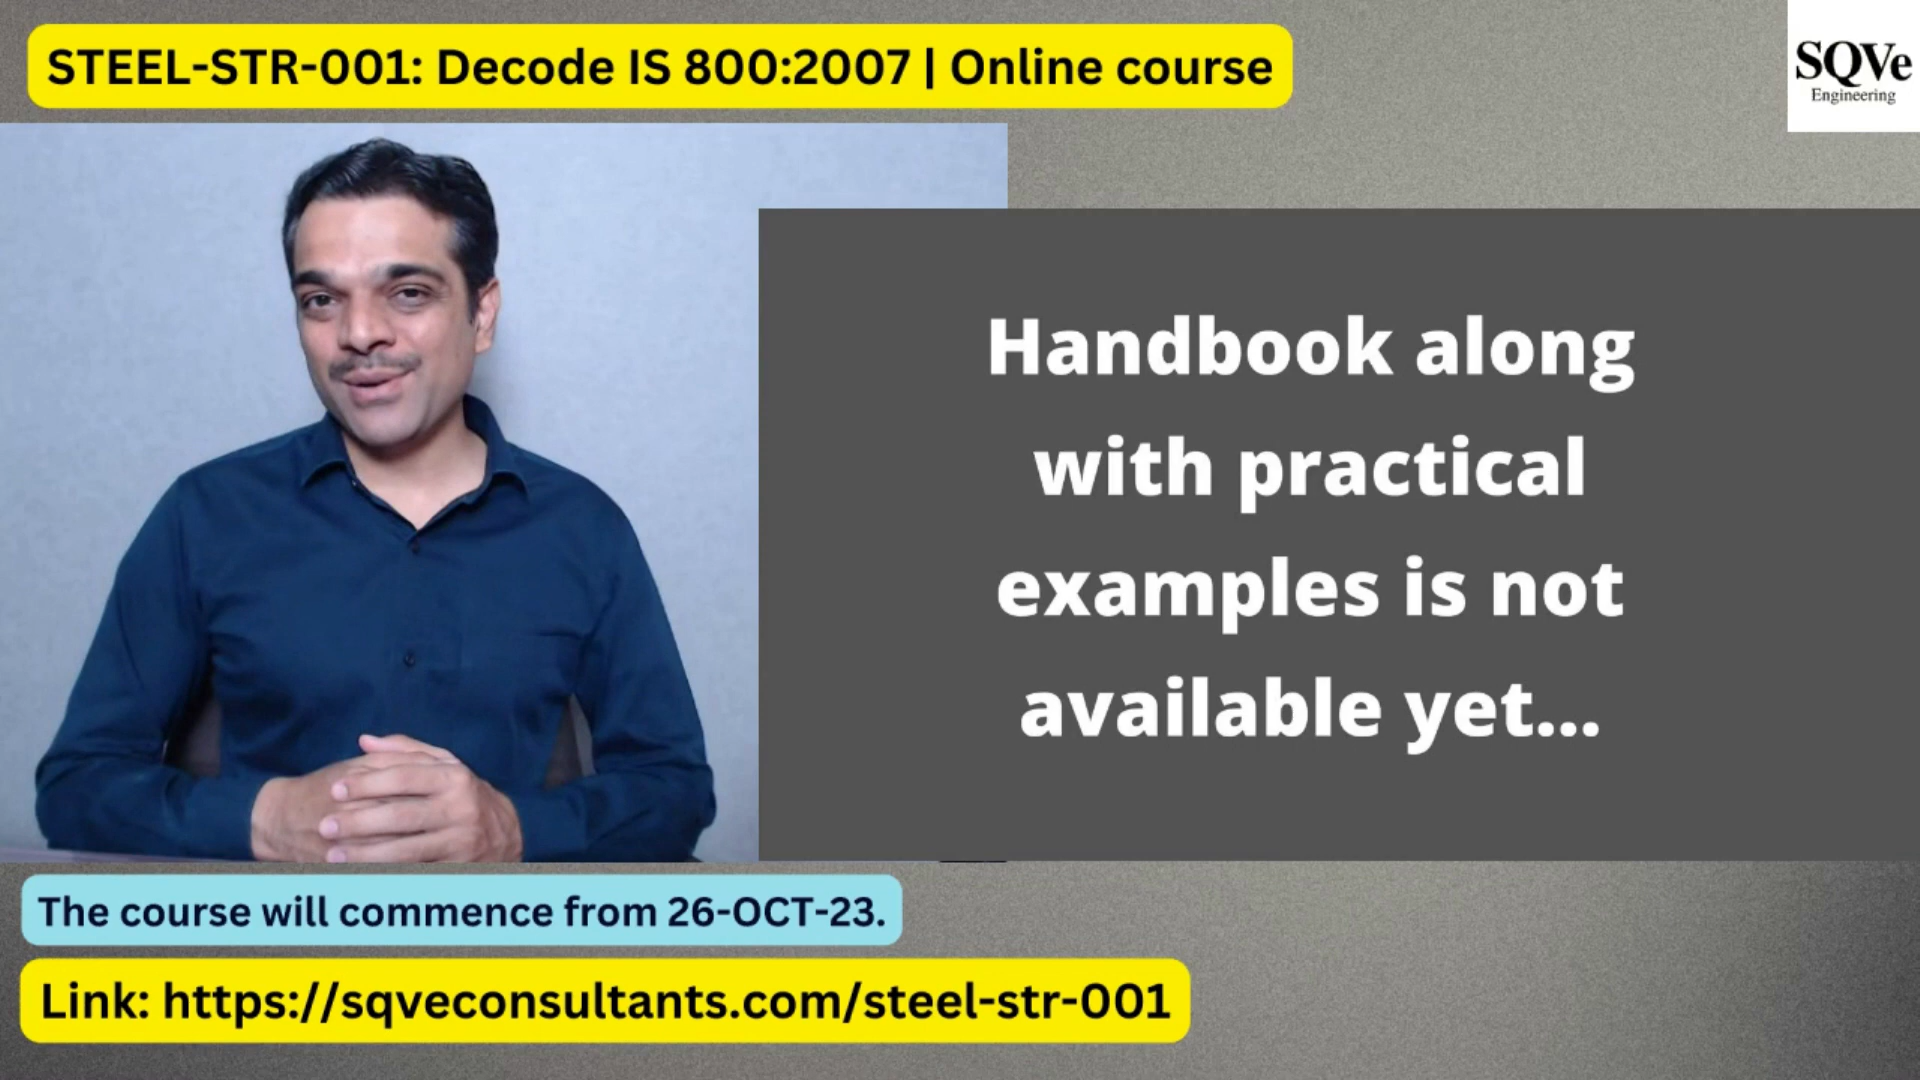 STEEL-STR-001: Decode IS 800:2007 | Online course
SQVe
Engineering
Handbook along
with practical
examples is not
available yet...
The course will commence from 26-OCT-23.
Link: https://sqveconsultants.com/steel-str-001